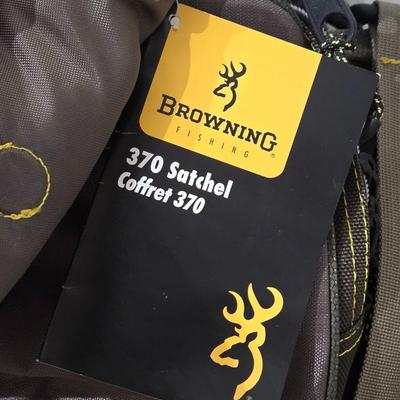 BROWNING
FISHING
370 Satchel
Coffret 370